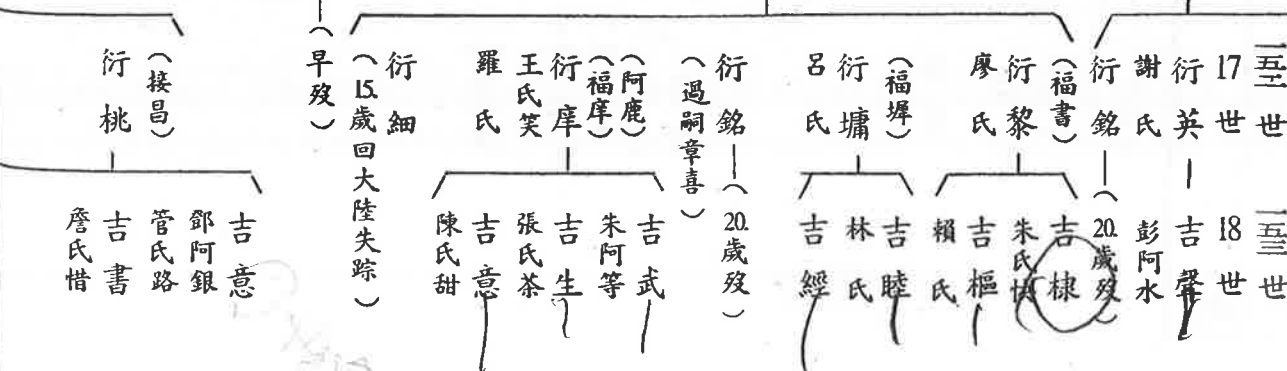 一五二世
17世
衍英
謝氏
衍銘
（福書）
衍黎
廖氏
（福墀）
衍墉
呂氏
衍銘
（過嗣章喜）
（阿鹿）
（福庠）
衍庠
王氏笑
羅氏
衍細
（15.歲回大陸失踪）
（早歿）
（接昌）
衍桃
一五三世
18世
吉聲
彭阿水
（20.歲歿）
吉棣
朱氏
吉樞
賴氏
吉睦
林氏
吉經
（20.歲歿）
吉武
朱阿等
吉生
張氏茶
吉意
陳氏甜
吉意
鄧阿銀
管氏路
吉書
詹氏惜